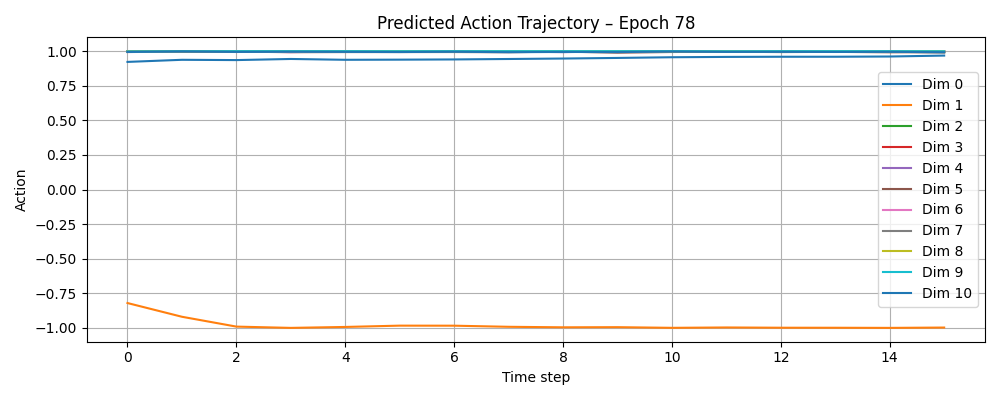 Predicted Action Trajectory – Epoch 78
Action
1.00
0.75
0.50
0.25
0.00
−0.25
−0.50
−0.75
−1.00
Dim 0
Dim 1
Dim 2
Dim 3
Dim 4
Dim 5
Dim 6
Dim 7
Dim 8
Dim 9
Dim 10
0 2 4 6 8 10 12 14
Time step